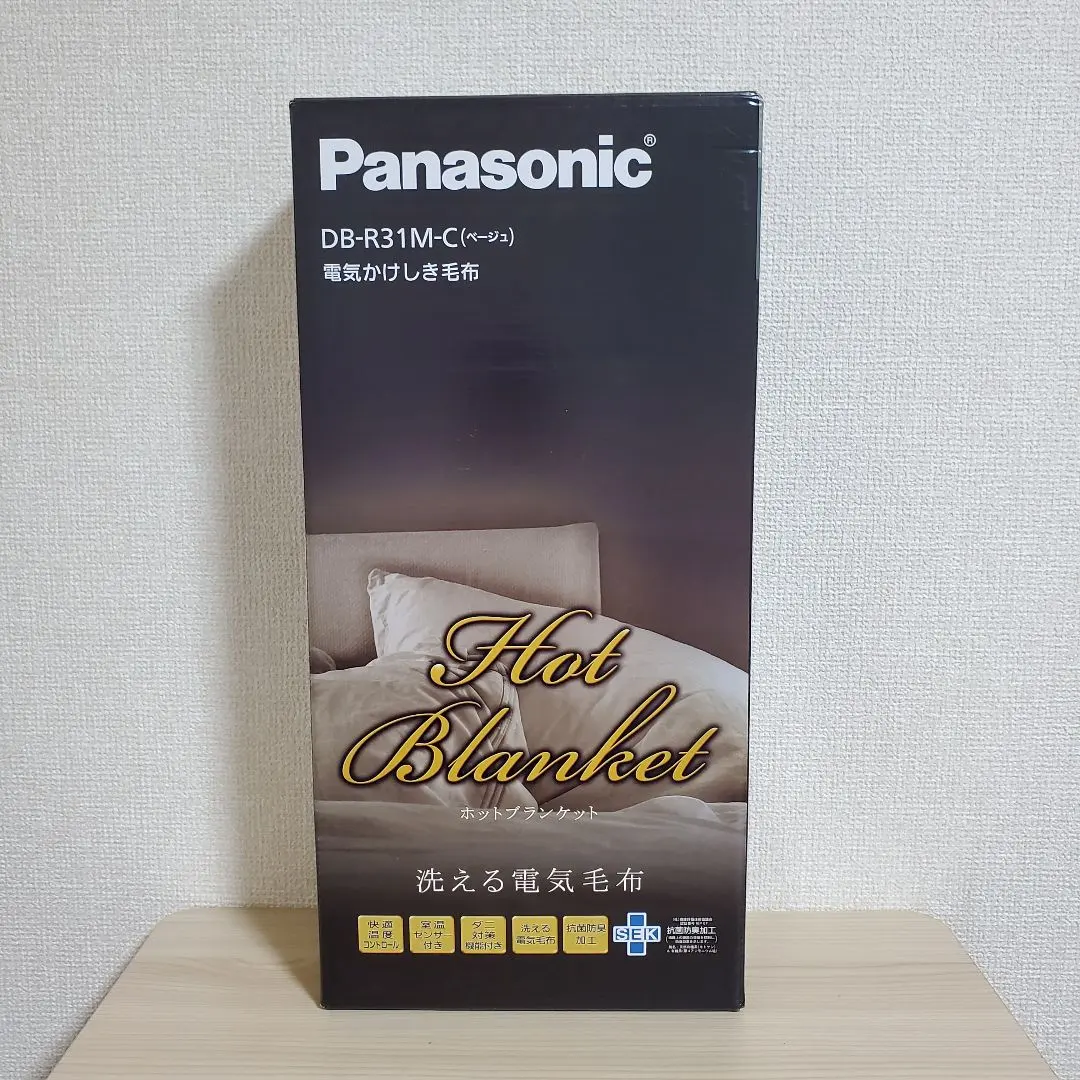 Panasonic®
DB-R31M-C(ベージュ)
電気かけしき毛布
Hot
Blanket
ホットブランケット
洗える電気毛布
快適
温度
コントロール
室温
センサー
付き
ダニ
対策
機能付き
洗える
電気毛布
抗菌防臭
加工
SEK
抗菌防臭加工